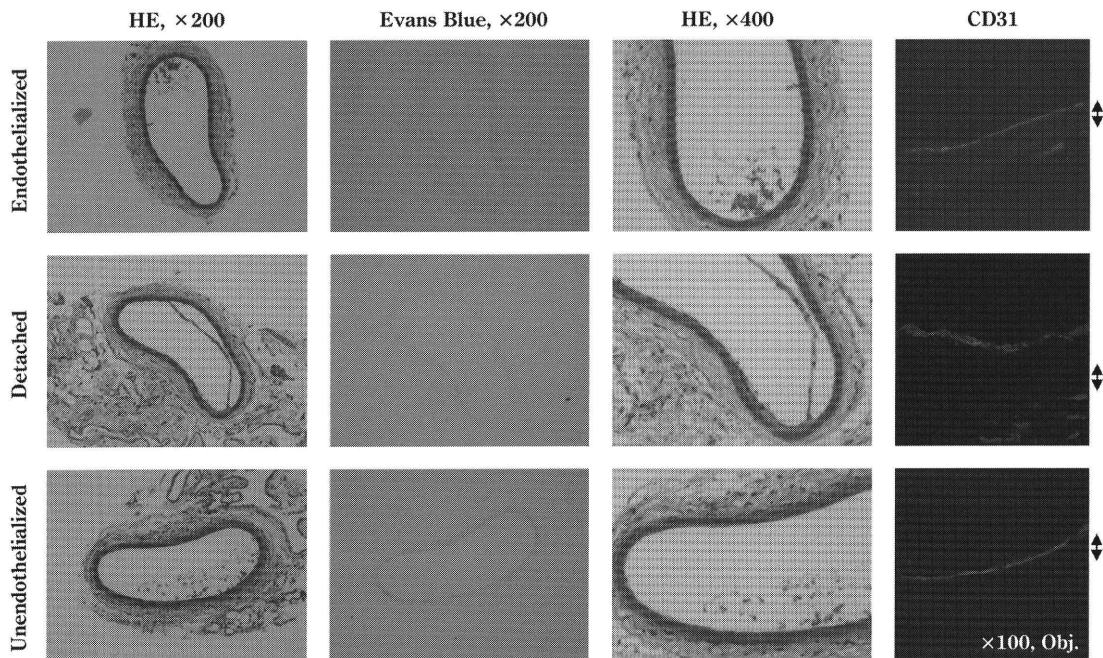 HE, ×200 Evans Blue, ×200 HE, ×400 CD31
Endothelialized
Detached
Unendothelialized
×100, Obj.